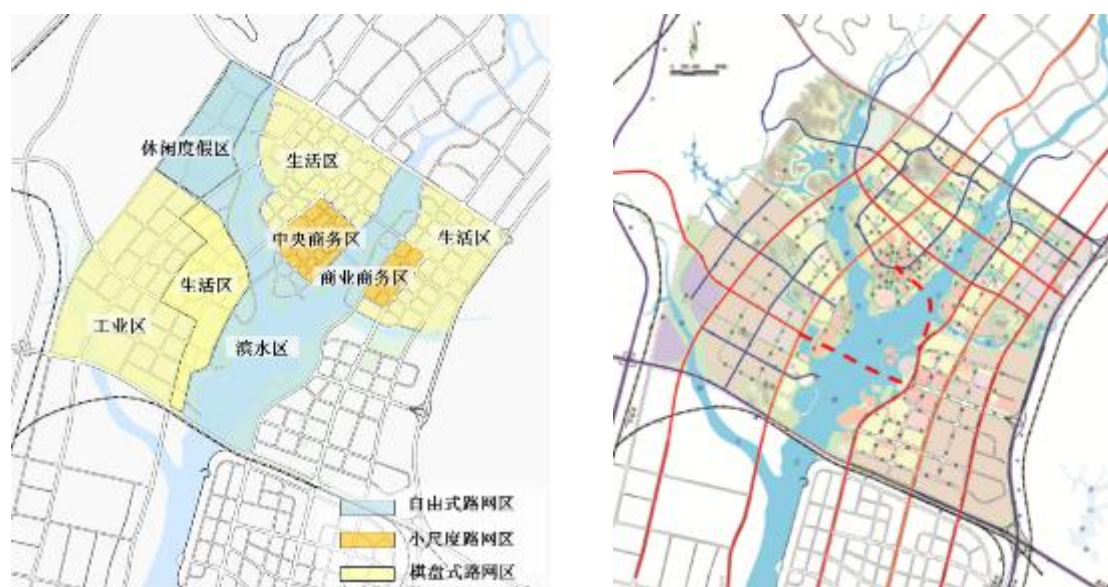 休闲度假区
生活区
生活区
中央商务区
商业商务区
生活区
工业区
滨水区
自由式路网区
小尺度路网区
棋盘式路网区